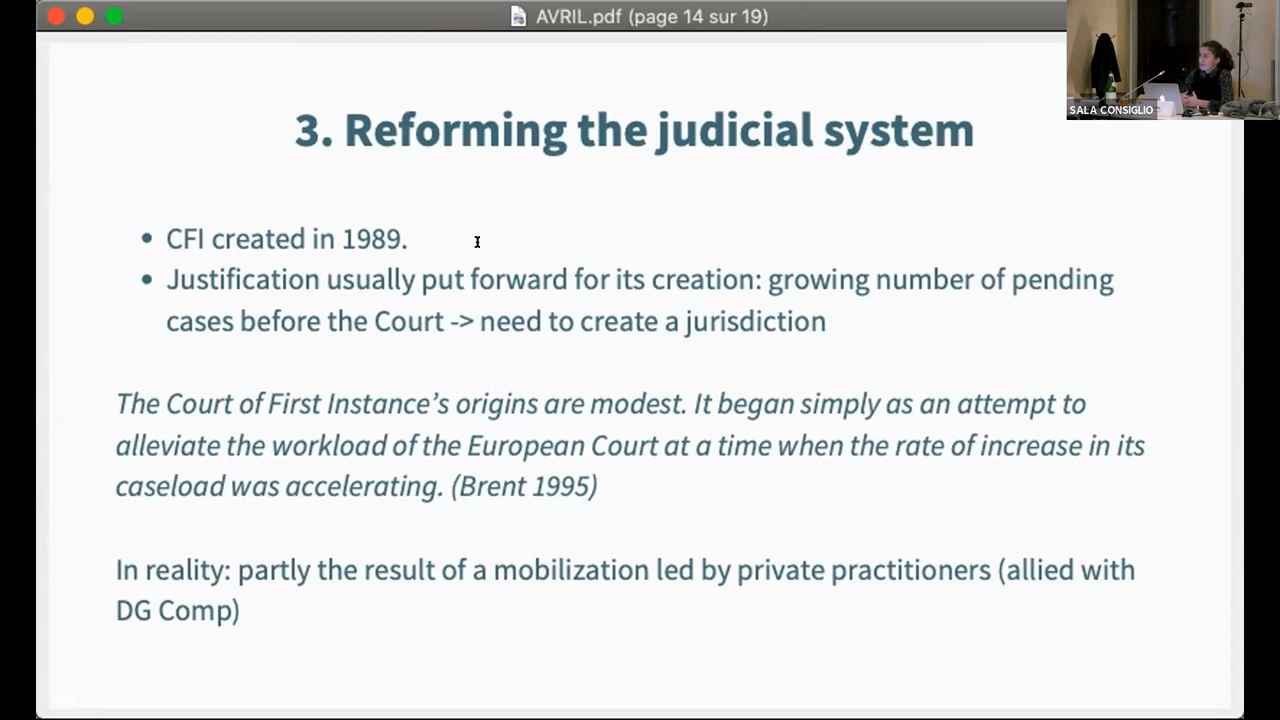 AVRIL.pdf (page 14 sur 19)
SALA CONSIGLIO
3. Reforming the judicial system
• CFI created in 1989.
• Justification usually put forward for its creation: growing number of pending
cases before the Court -> need to create a jurisdiction
The Court of First Instance’s origins are modest. It began simply as an attempt to
alleviate the workload of the European Court at a time when the rate of increase in its
caseload was accelerating. (Brent 1995)
In reality: partly the result of a mobilization led by private practitioners (allied with
DG Comp)